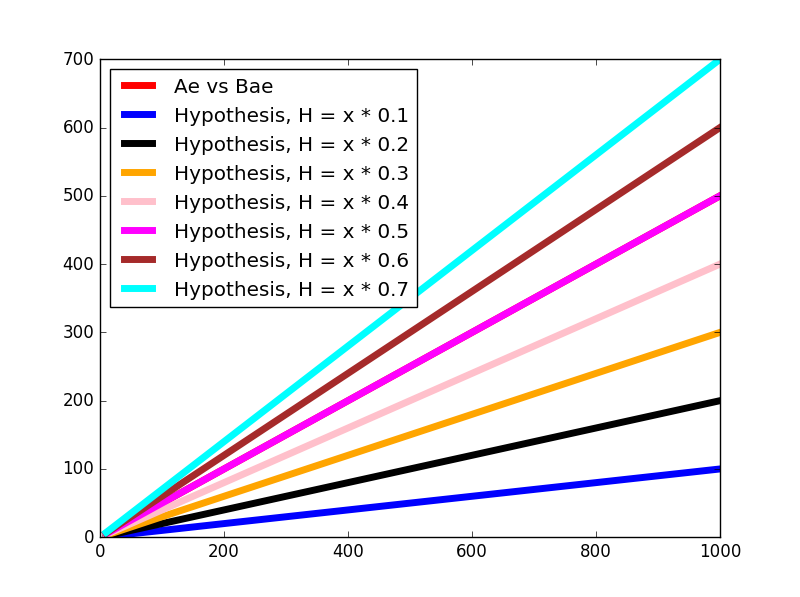 700
600
500
400
300
200
100
0
Ae vs Bae
Hypothesis, H = x * 0.1
Hypothesis, H = x * 0.2
Hypothesis, H = x * 0.3
Hypothesis, H = x * 0.4
Hypothesis, H = x * 0.5
Hypothesis, H = x * 0.6
Hypothesis, H = x * 0.7
0 200 400 600 800 1000